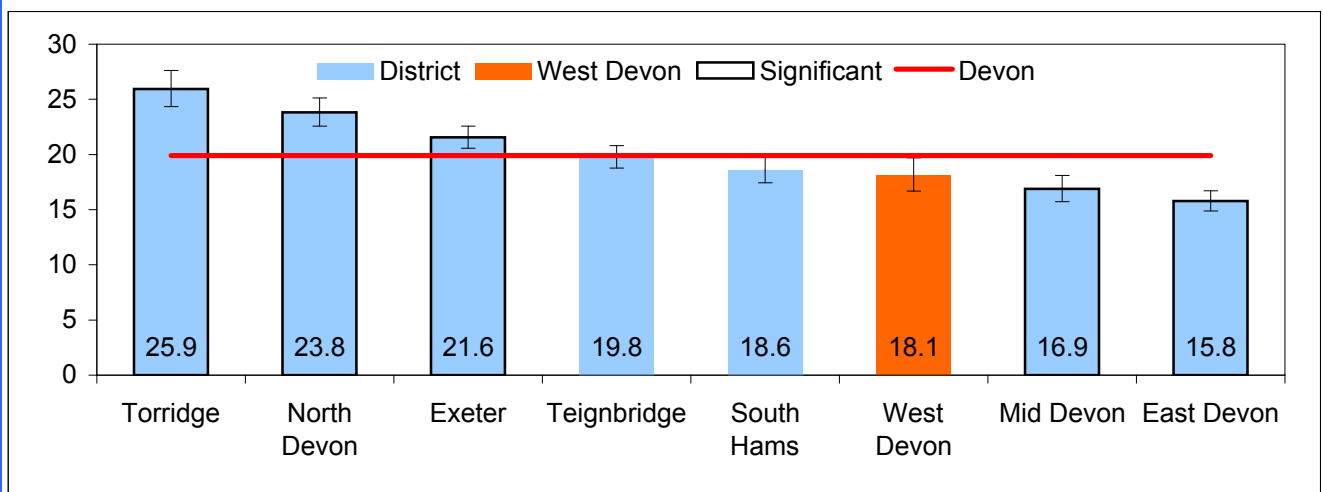 30
25
20
15
10
5
0
District West Devon Significant Devon
25.9 23.8 21.6 19.8 18.6 18.1 16.9 15.8
Torridge North Devon Exeter Teignbridge South Hams West Devon Mid Devon East Devon